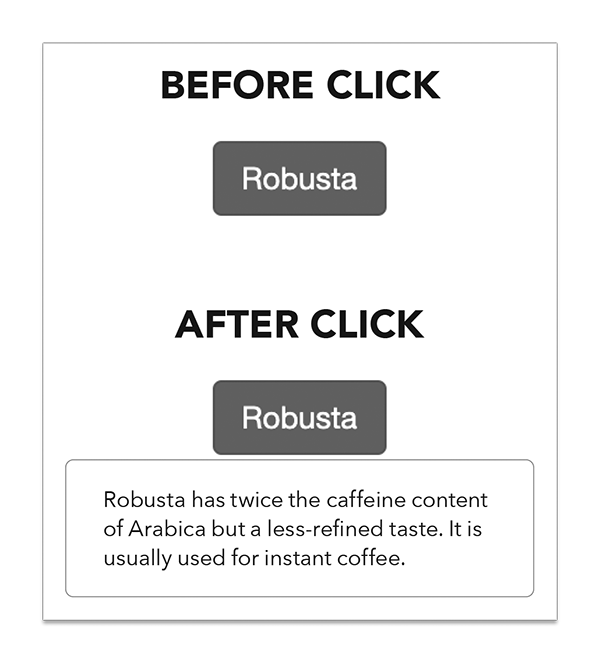 BEFORE CLICK
Robusta
AFTER CLICK
Robusta
Robusta has twice the caffeine content
of Arabica but a less-refined taste. It is
usually used for instant coffee.